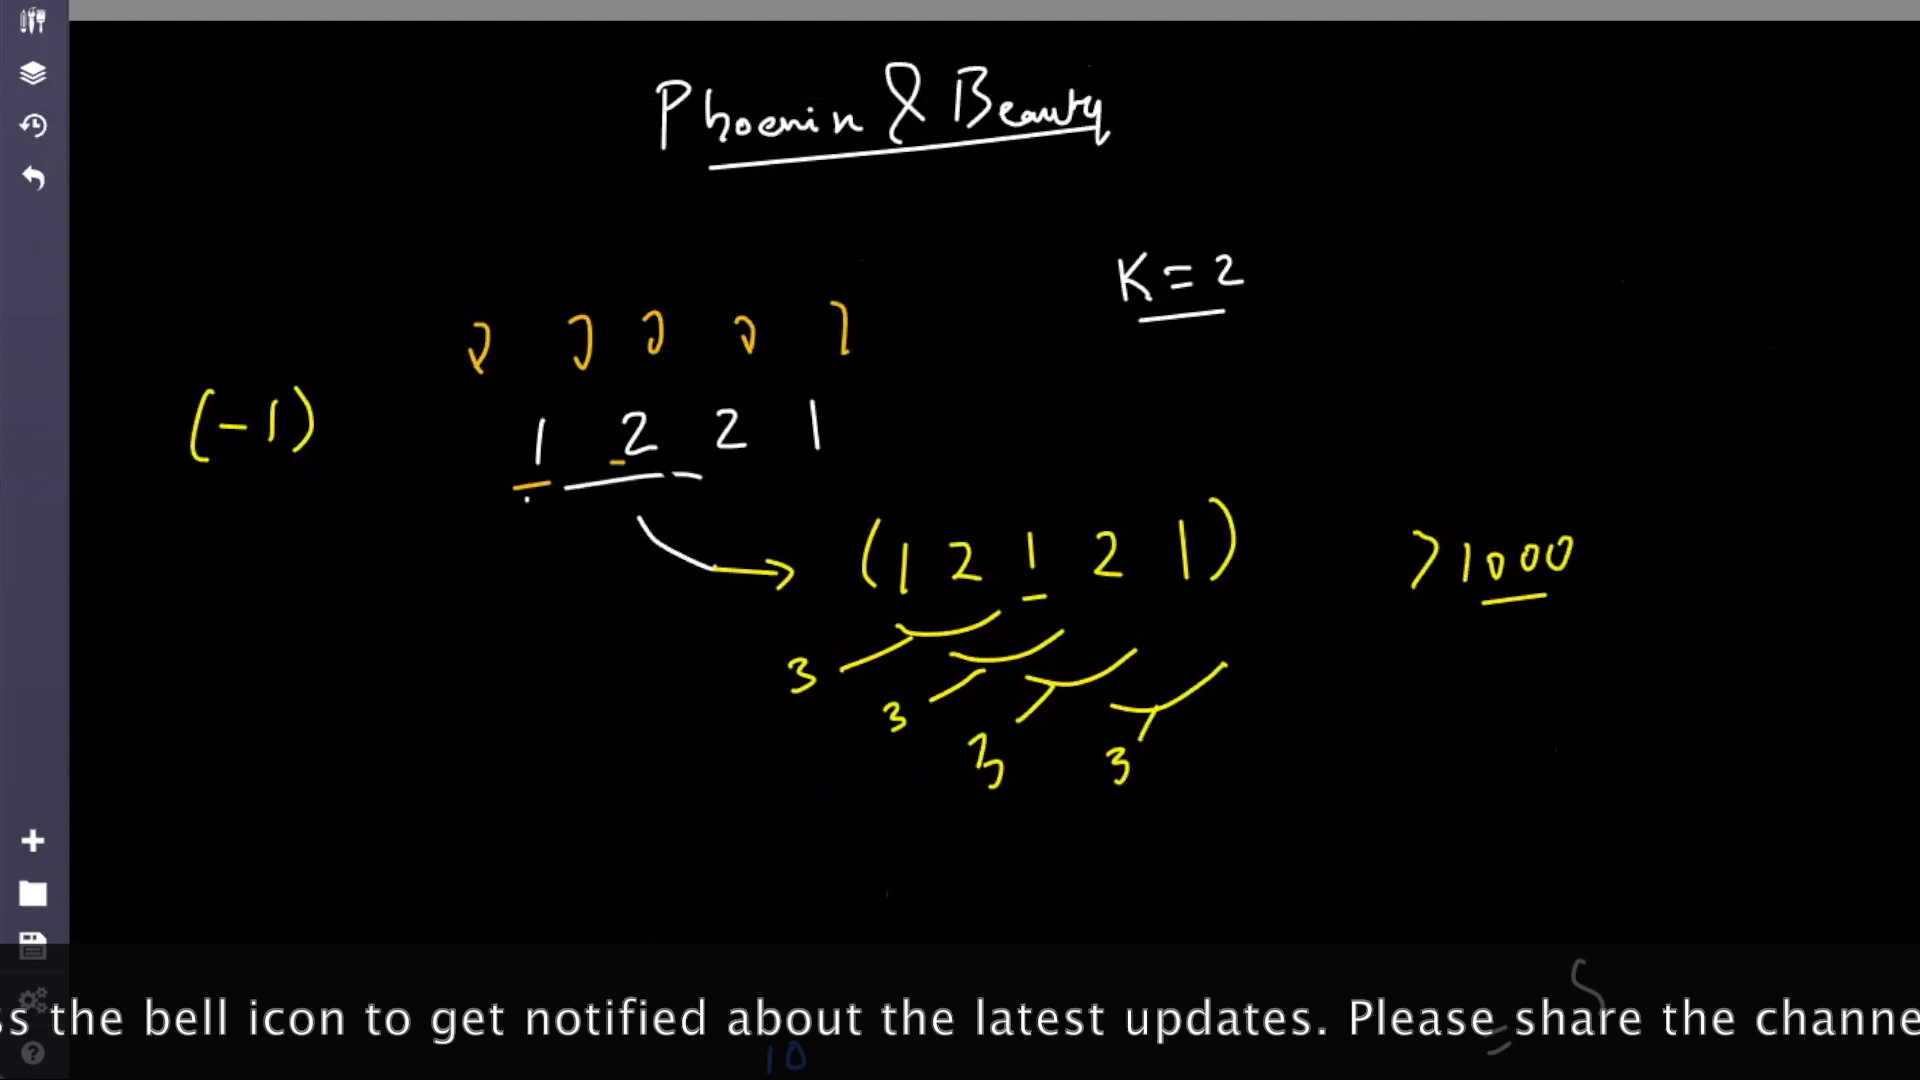 Phoenix & Beauty
K = 2
(-1)
1 2 2 1
(1 2 1 2 1) >1000
3
3
3
3
s the bell icon to get notified about the latest updates. Please share the channe
10